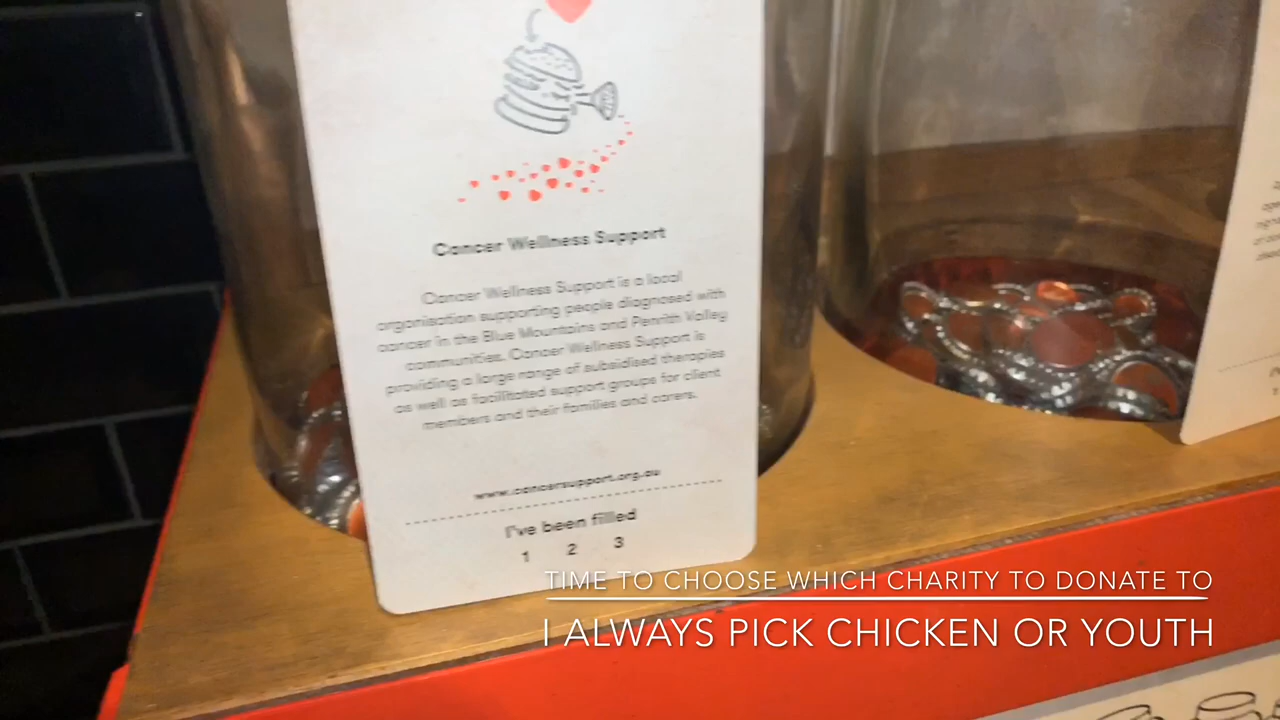 Cancer Wellness Support
Cancer Wellness Support is a local
organisation supporting people diagnosed with
cancer in the Blue Mountains and Penrith Valley
communities. Cancer Wellness Support is
providing a large range of subsidised therapies
as well as facilitated support groups for client
members and their families and carers.
www.cancersupport.org.au
I've been filled
1 2 3
TIME TO CHOOSE WHICH CHARITY TO DONATE TO
I ALWAYS PICK CHICKEN OR YOUTH